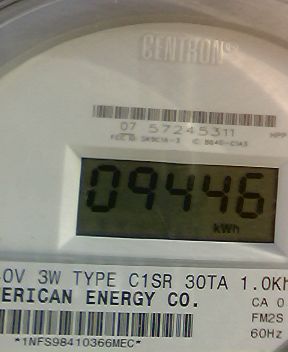 CENTRON®
07 57245311
09446
kWh
0V 3W TYPE C1SR 30TA 1.0Kh
ERICAN ENERGY CO.
CA 0
FM2S
60Hz
*1NFS98410366MEC*